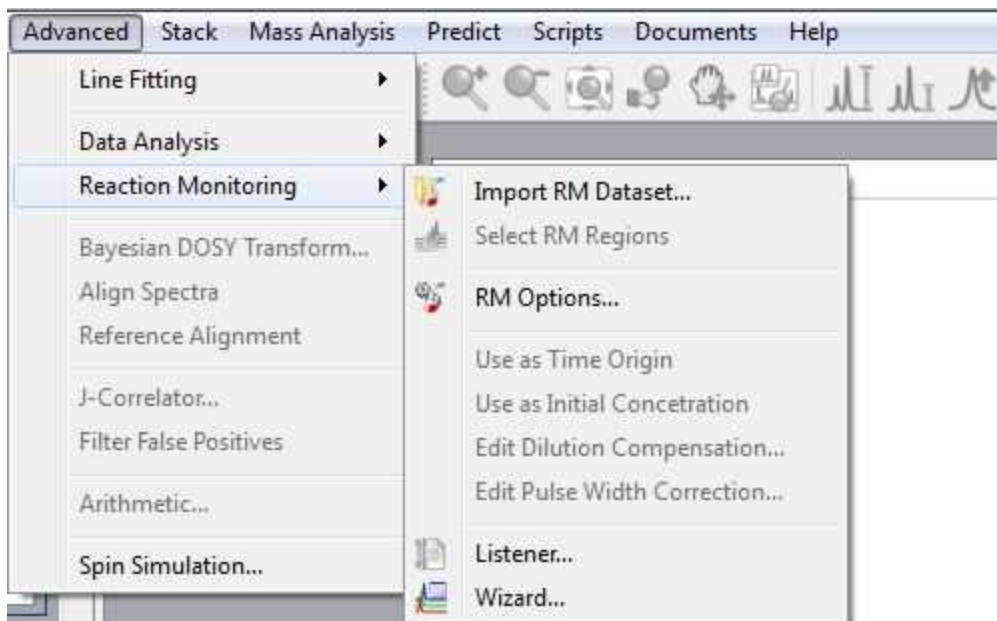 Advanced Stack Mass Analysis Predict Scripts Documents Help
Line Fitting
Data Analysis
Reaction Monitoring
Bayesian DOSY Transform...
Align Spectra
Reference Alignment
J-Correlator...
Filter False Positives
Arithmetic...
Spin Simulation...
Import RM Dataset...
Select RM Regions
RM Options...
Use as Time Origin
Use as Initial Concetration
Edit Dilution Compensation...
Edit Pulse Width Correction...
Listener...
Wizard...